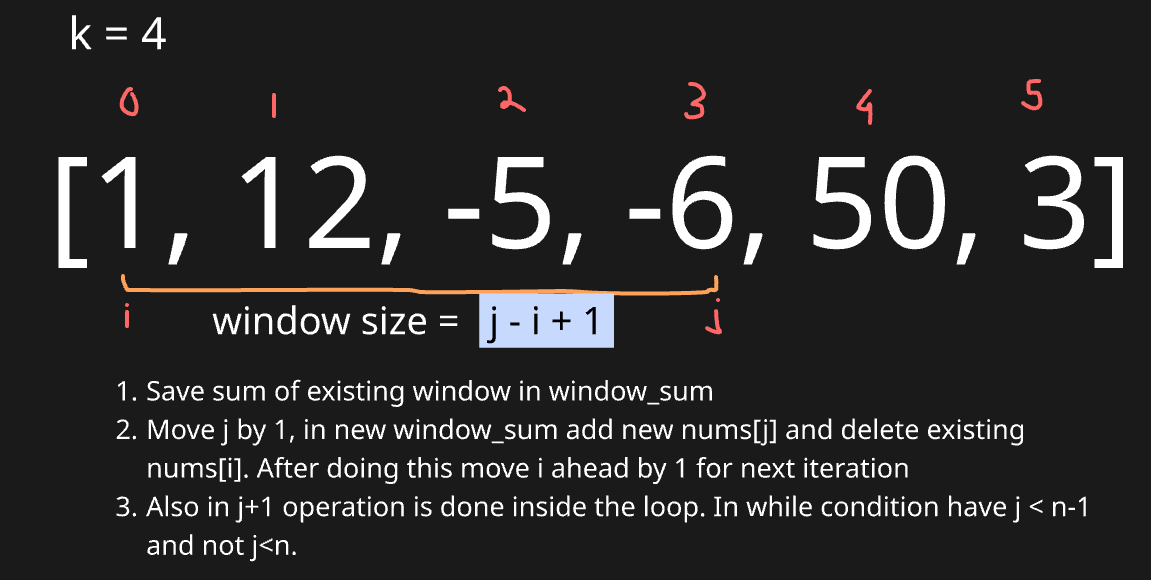 k = 4
0 1 2 3 4 5
[1, 12, -5, -6, 50, 3]
i window size = j - i + 1 j
1. Save sum of existing window in window_sum
2. Move j by 1, in new window_sum add new nums[j] and delete existing
nums[i]. After doing this move i ahead by 1 for next iteration
3. Also in j+1 operation is done inside the loop. In while condition have j < n-1
and not j<n.